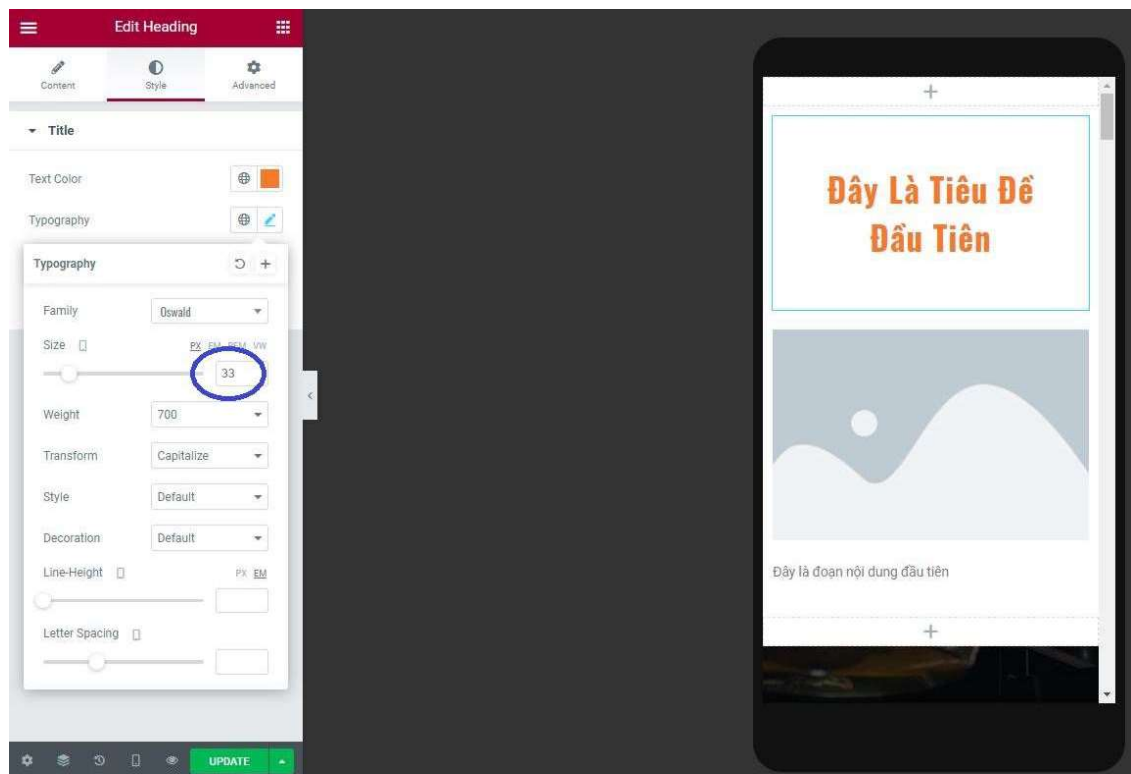 Edit Heading
Content Style Advanced
Title
Text Color
Typography
Typography
Family Oswald
Size PX EM REM VW
33
Weight 700
Transform Capitalize
Style Default
Decoration Default
Line-Height PX EM
Letter Spacing
UPDATE
Đây Là Tiêu Đề
Đầu Tiên
Đây là đoạn nội dung đầu tiên